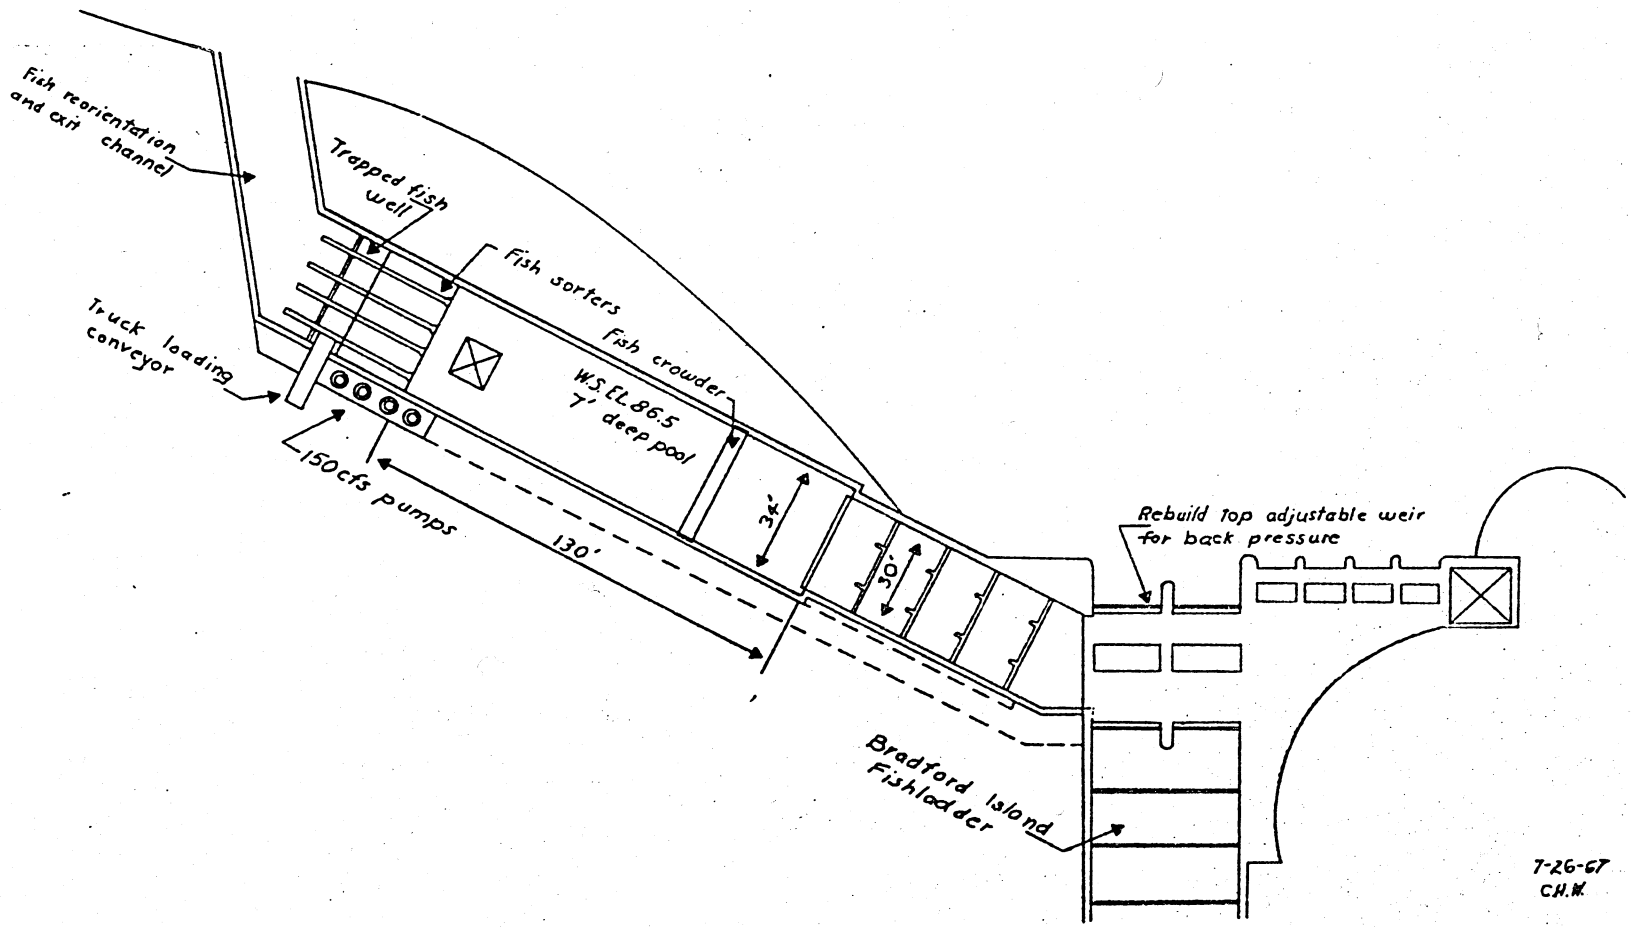 Fish reorientation
and exit channel
Trapped fish
well
Fish sorters
Fish crowder
Truck loading
conveyor
W.S. EL. 86.5
7' deep pool
150 cfs pumps
130'
34'
30'
Rebuild top adjustable weir
for back pressure
Bradford Island
Fishladder
7-26-67
C.H.W.